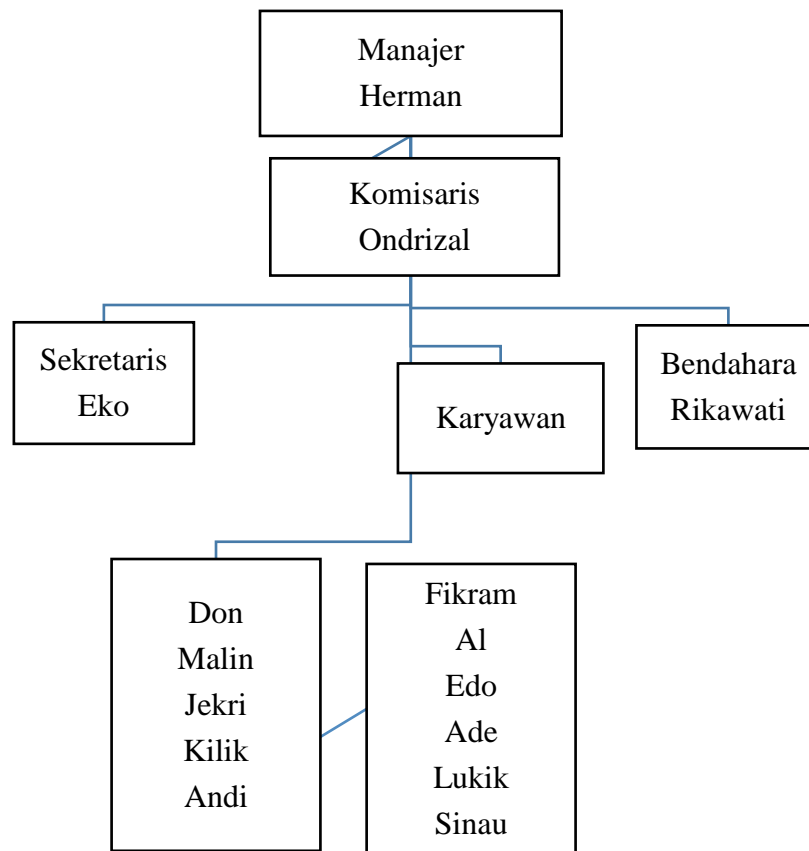 Manajer
Herman
Komisaris
Ondrizal
Sekretaris
Eko
Karyawan
Bendahara
Rikawati
Don
Malin
Jekri
Kilik
Andi
Fikram
Al
Edo
Ade
Lukik
Sinau